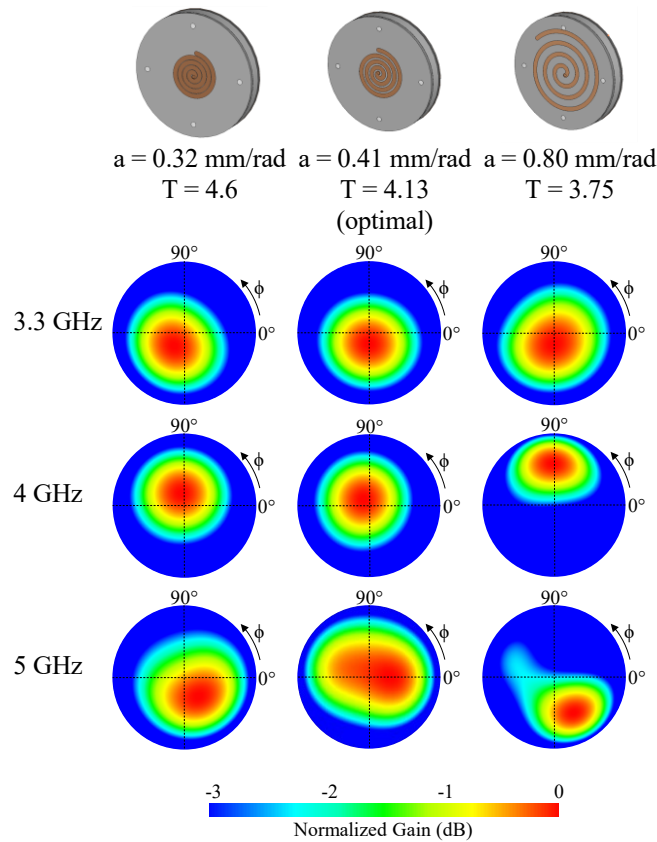 a = 0.32 mm/rad a = 0.41 mm/rad a = 0.80 mm/rad
T = 4.6 T = 4.13 T = 3.75
(optimal)
90° 90° 90°
ϕ ϕ ϕ
3.3 GHz 0° 0° 0°
90° 90° 90°
ϕ ϕ ϕ
4 GHz 0° 0° 0°
90° 90° 90°
ϕ ϕ ϕ
5 GHz 0° 0° 0°
-3 -2 -1 0
Normalized Gain (dB)